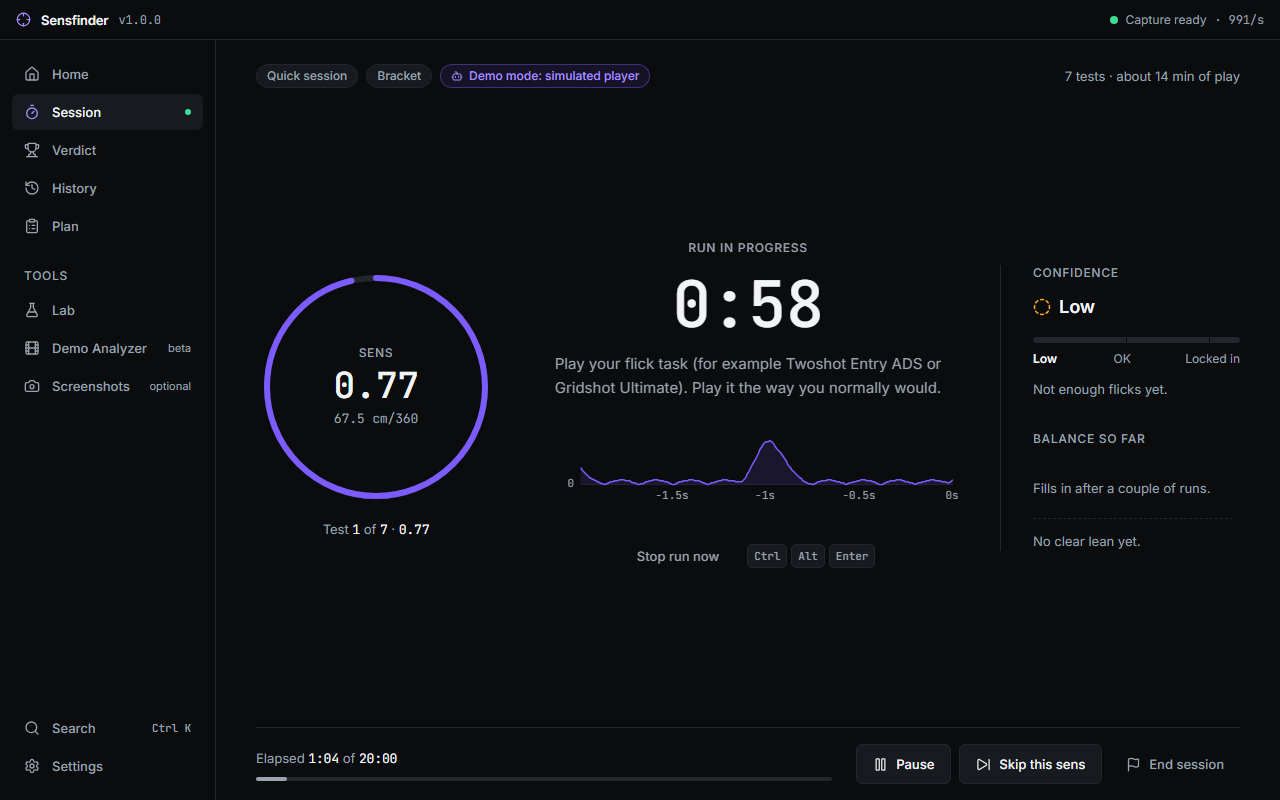 Sensfinder v1.0.0
Capture ready · 991/s
Home
Session
Verdict
History
Plan
TOOLS
Lab
Demo Analyzer beta
Screenshots optional
Search Ctrl K
Settings
Quick session
Bracket
Demo mode: simulated player
7 tests · about 14 min of play
SENS
0.77
67.5 cm/360
Test 1 of 7 · 0.77
RUN IN PROGRESS
0:58
Play your flick task (for example Twoshot Entry ADS or
Gridshot Ultimate). Play it the way you normally would.
0
-1.5s -1s -0.5s 0s
Stop run now Ctrl Alt Enter
CONFIDENCE
Low
Low OK Locked in
Not enough flicks yet.
BALANCE SO FAR
Fills in after a couple of runs.
No clear lean yet.
Elapsed 1:04 of 20:00
Pause
Skip this sens
End session